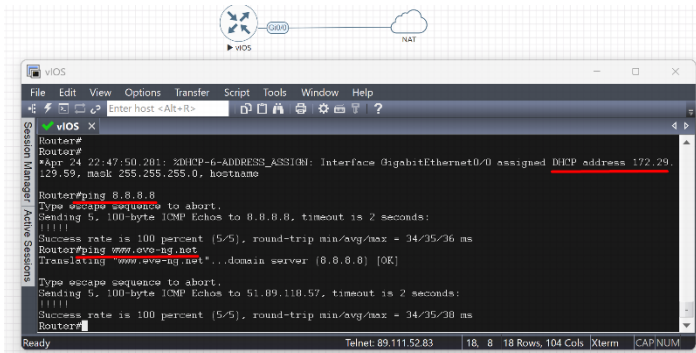 Gi0/0
vIOS
NAT
vIOS
File Edit View Options Transfer Script Tools Window Help
Enter host <Alt+R>
vIOS
Session Manager
Active Sessions
Router#
Router#
*Apr 24 22:47:50.281: %DHCP-6-ADDRESS_ASSIGN: Interface GigabitEthernet0/0 assigned DHCP address 172.29.
129.59, mask 255.255.255.0, hostname
Router#ping 8.8.8.8
Type escape sequence to abort.
Sending 5, 100-byte ICMP Echos to 8.8.8.8, timeout is 2 seconds:
!!!!!
Success rate is 100 percent (5/5), round-trip min/avg/max = 34/35/36 ms
Router#ping www.eve-ng.net
Translating "www.eve-ng.net"...domain server (8.8.8.8) [OK]
Type escape sequence to abort.
Sending 5, 100-byte ICMP Echos to 51.89.118.57, timeout is 2 seconds:
!!!!!
Success rate is 100 percent (5/5), round-trip min/avg/max = 34/35/38 ms
Router#
Ready Telnet: 89.111.52.83 18, 8 18 Rows, 104 Cols Xterm CAP NUM